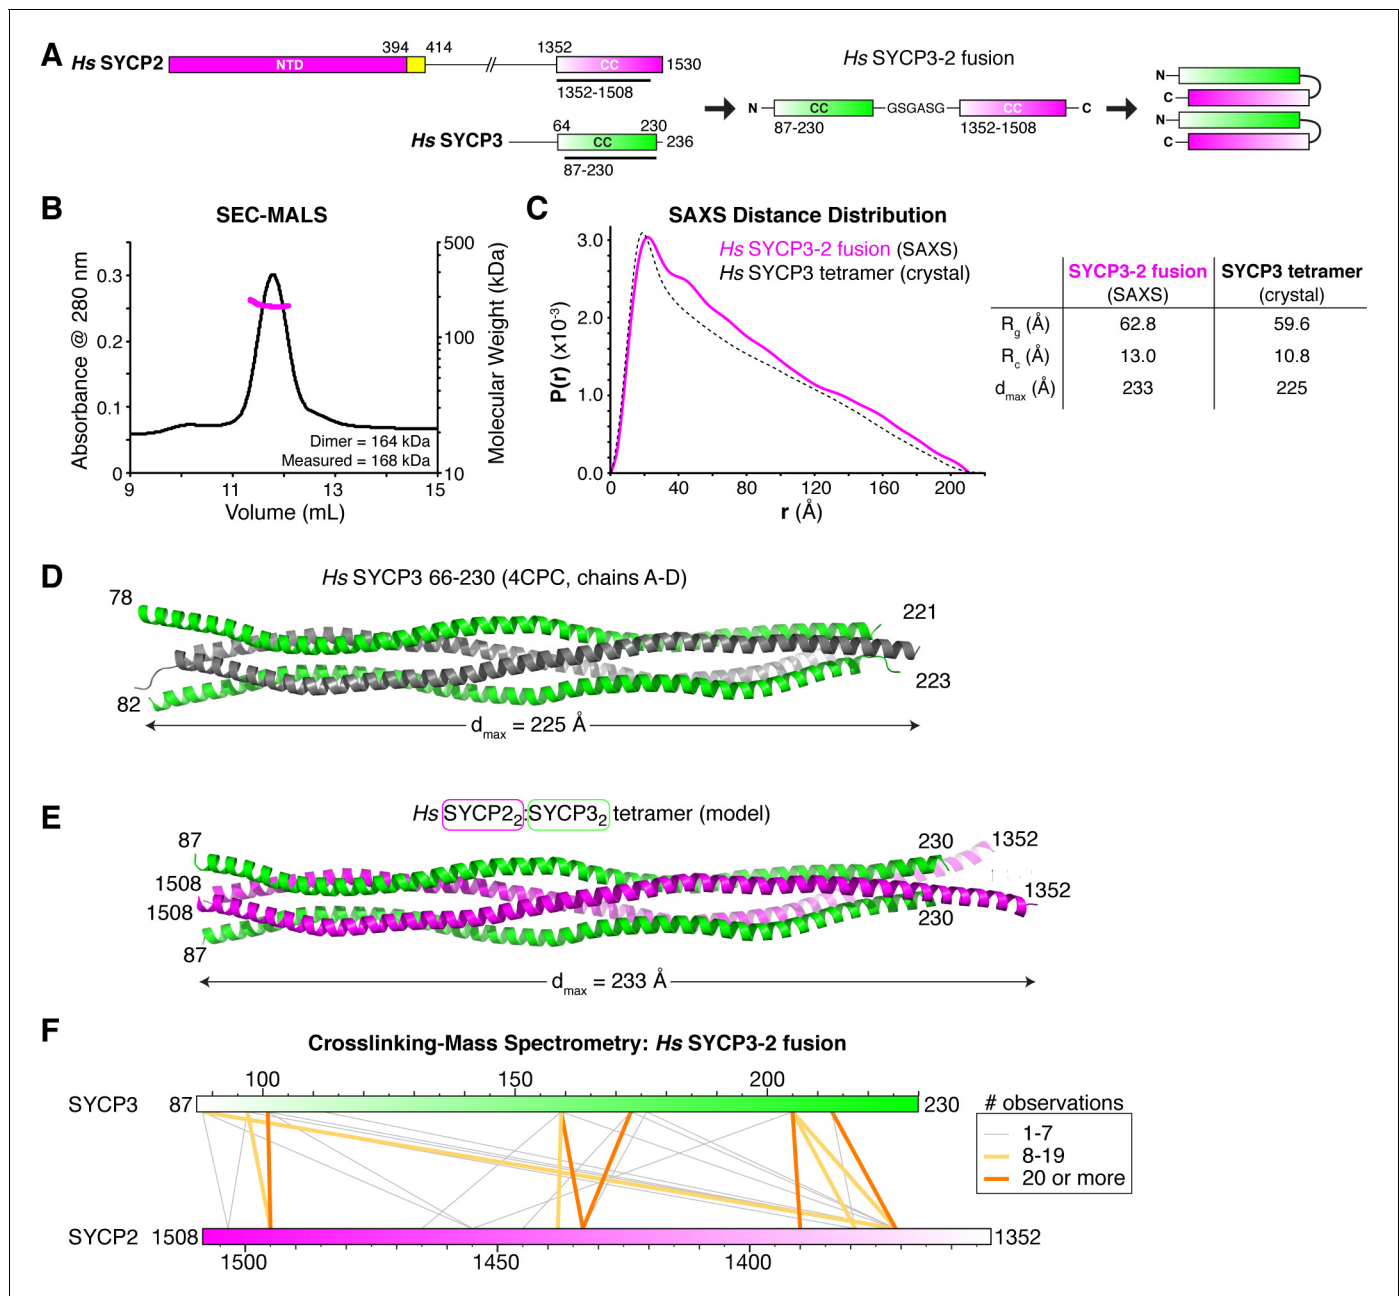 A
Hs SYCP2
NTD
394
414
1352
CC
1530
1352-1508
Hs SYCP3
64
230
CC
236
87-230
Hs SYCP3-2 fusion
N
CC
GSGASG
CC
C
87-230
1352-1508
N
C
N
C
B
SEC-MALS
Absorbance @ 280 nm
0.3
0.2
0.1
0
500
100
10
Molecular Weight (kDa)
Dimer = 164 kDa
Measured = 168 kDa
9
11
13
15
Volume (mL)
C
SAXS Distance Distribution
Hs SYCP3-2 fusion (SAXS)
Hs SYCP3 tetramer (crystal)
P(r) (x10-3)
3.0
2.0
1.0
0.0
0
40
80
120
160
200
r (Å)
SYCP3-2 fusion SYCP3 tetramer
(SAXS) (crystal)
Rg (Å) 62.8 59.6
Rc (Å) 13.0 10.8
dmax (Å) 233 225
D
Hs SYCP3 66-230 (4CPC, chains A-D)
78
221
82
223
dmax = 225 Å
E
Hs SYCP22:SYCP32 tetramer (model)
87
230
1352
1508
1508
1352
230
87
dmax = 233 Å
F
Crosslinking-Mass Spectrometry: Hs SYCP3-2 fusion
100
150
200
SYCP3
87
230
# observations
1-7
8-19
20 or more
SYCP2
1508
1352
1500
1450
1400